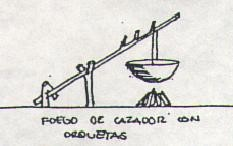 FUEGO DE CAZADOR CON
ORQUETAS